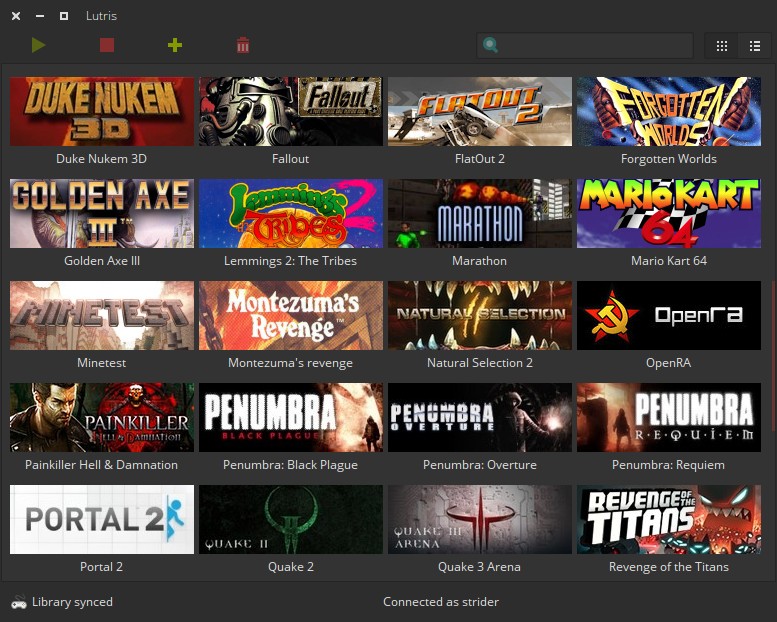 Lutris
DUKE NUKEM
3D
Fallout
FLATOUT
2
FORGOTTEN
WORLDS
Duke Nukem 3D
Fallout
FlatOut 2
Forgotten Worlds
GOLDEN AXE
III™
Lemmings 2
THE
TRIBES
MARATHON
MARIO KART
64
Golden Axe III
Lemmings 2: The Tribes
Marathon
Mario Kart 64
MINETEST
Montezuma's
Revenge™
NATURAL SELECTION
OpenRA
Minetest
Montezuma's revenge
Natural Selection 2
OpenRA
PAINKILLER
HELL & DAMNATION
PENUMBRA
BLACK PLAGUE
PENUMBRA
OVERTURE
PENUMBRA
R·E·Q·U·I·E·M
Painkiller Hell & Damnation
Penumbra: Black Plague
Penumbra: Overture
Penumbra: Requiem
PORTAL 2
QUAKE II
QUAKE III
ARENA
REVENGE OF THE
TITANS
Portal 2
Quake 2
Quake 3 Arena
Revenge of the Titans
Library synced
Connected as strider